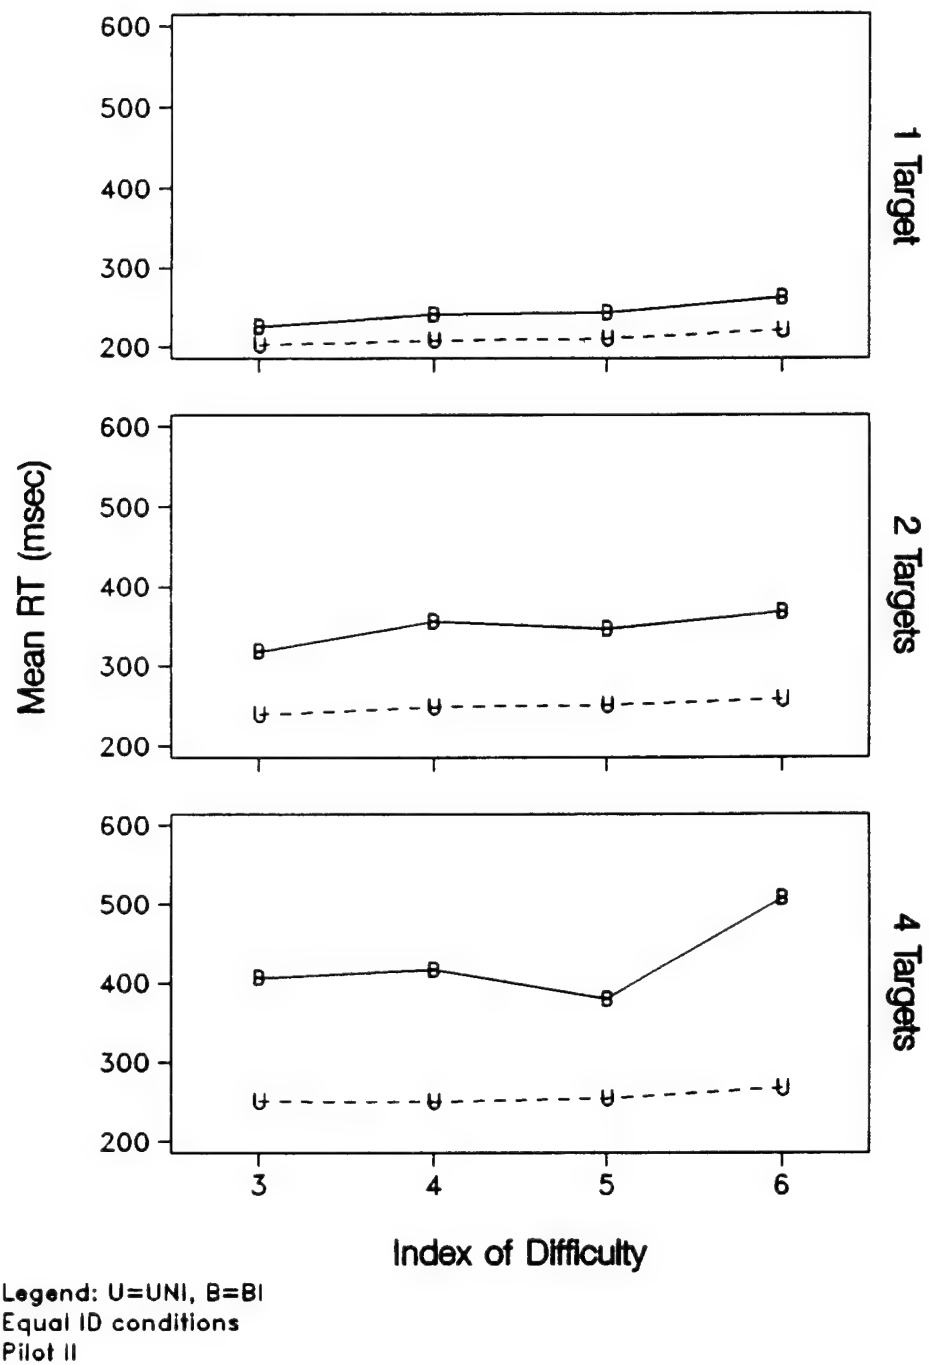 600
500
400
300
200
B B B B
U U U U
1 Target
Mean RT (msec)
600
500
400
300
200
B B B B
U U U U
2 Targets
600
500
400
300
200
B B B B
U U U U
4 Targets
3 4 5 6
Index of Difficulty
Legend: U=UNI, B=BI
Equal ID conditions
Pilot II